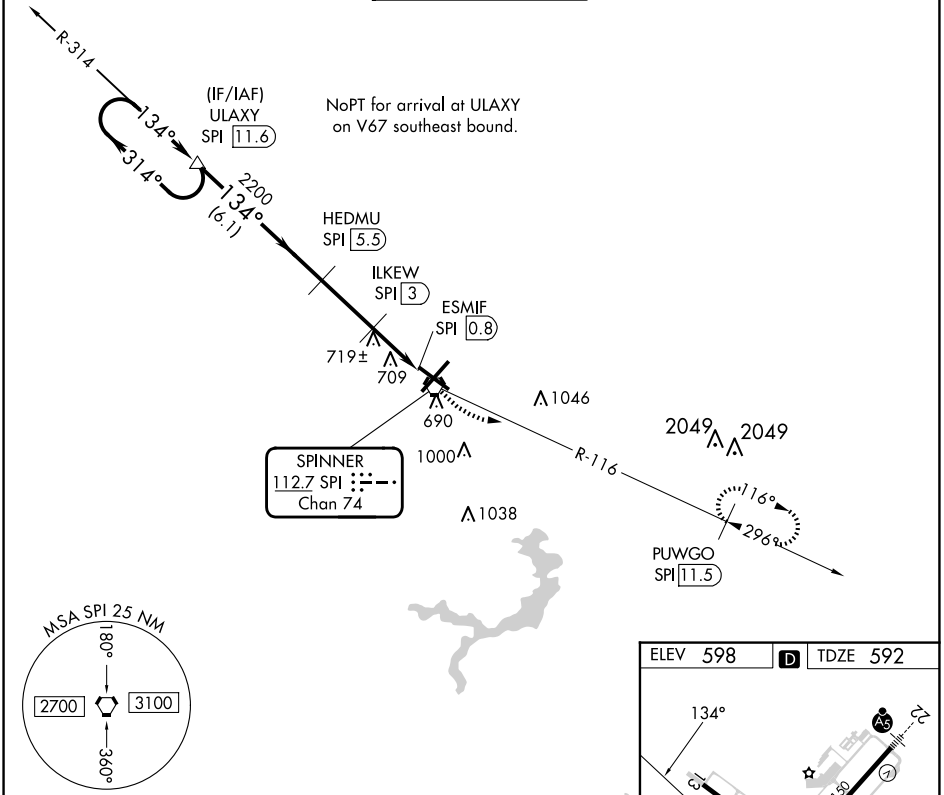 R-314
(IF/IAF)
ULAXY
SPI 11.6
NoPT for arrival at ULAXY
on V67 southeast bound.
134°
314°
2200
134°
(6.1)
HEDMU
SPI 5.5
ILKEW
SPI 3
ESMIF
SPI 0.8
719±
709
690
1046
2049
2049
1000
R-116
SPINNER
112.7 SPI
Chan 74
1038
116°
296°
PUWGO
SPI 11.5
MSA SPI 25 NM
180°
2700
3100
360°
ELEV 598
D
TDZE 592
134°
A5
22
13
V